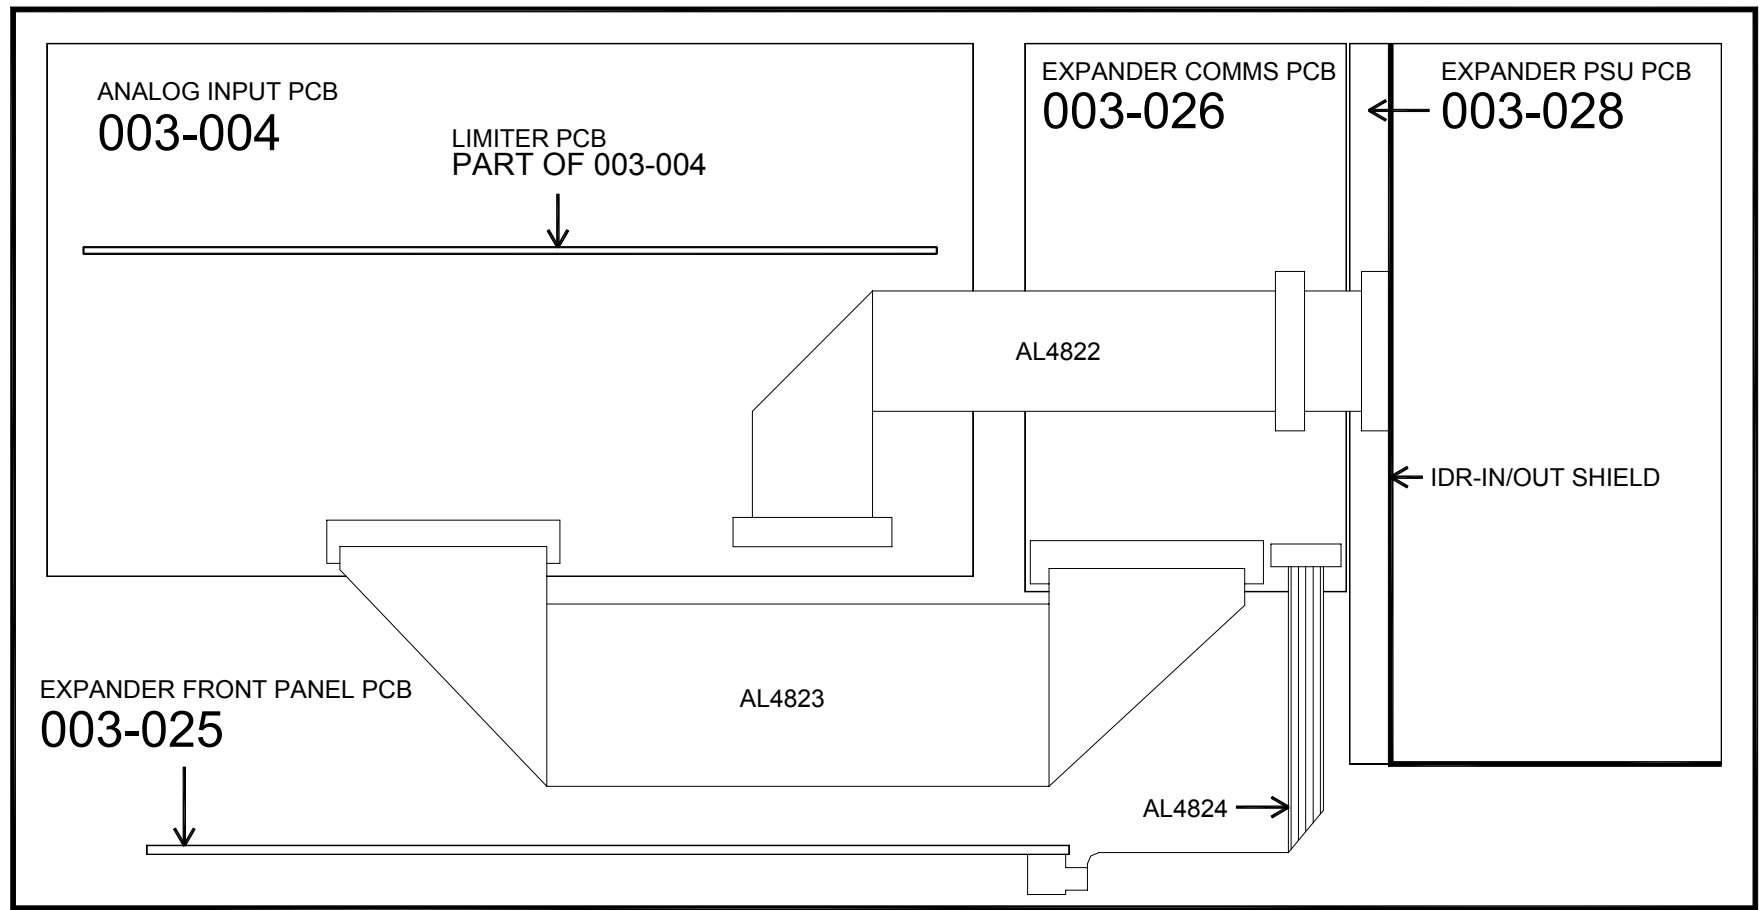 ANALOG INPUT PCB
003-004
LIMITER PCB
PART OF 003-004
EXPANDER COMMS PCB
003-026
EXPANDER PSU PCB
003-028
AL4822
IDR-IN/OUT SHIELD
EXPANDER FRONT PANEL PCB
003-025
AL4823
AL4824